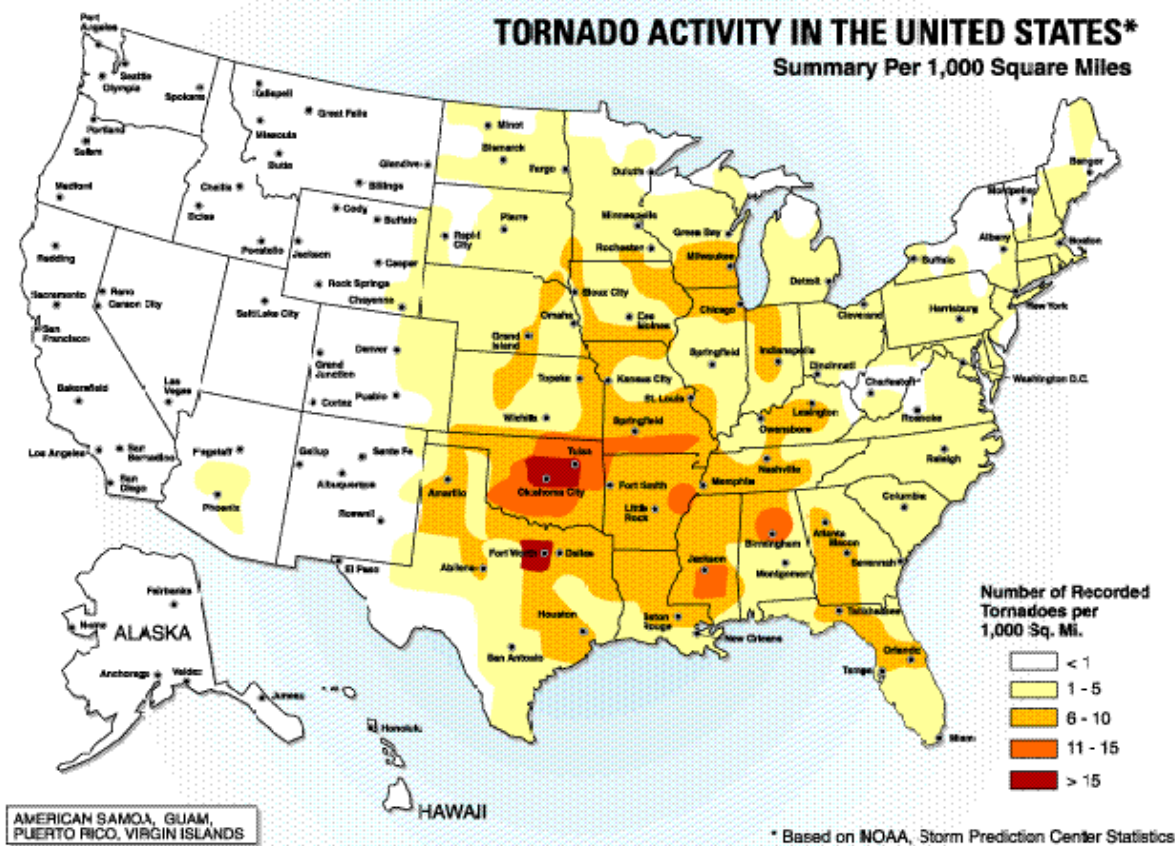 TORNADO ACTIVITY IN THE UNITED STATES*
Summary Per 1,000 Square Miles
Port
Angeles
Seattle
Olympia
Spokane
Portland
Salem
Medford
Kalispell
Great Falls
Missoula
Butte
Glendive
Billings
Challis
Boise
Pocatello
Cody
Buffalo
Jackson
Casper
Rock Springs
Cheyenne
Minot
Bismarck
Fargo
Pierre
Rapid
City
Duluth
Minneapolis
Rochester
Green Bay
Milwaukee
Bangor
Montpelier
Albany
Boston
Buffalo
Detroit
Redding
Sacramento
San
Francisco
Reno
Carson City
Salt Lake City
Bakersfield
Las
Vegas
Los Angeles
San
Bernardino
San
Diego
Denver
Grand
Junction
Pueblo
Cortez
Sioux City
Omaha
Des
Moines
Grand
Island
Chicago
Cleveland
Harrisburg
New York
Springfield
Indianapolis
Cincinnati
Charleston
Washington D.C.
Roanoke
Topeka
Kansas City
St. Louis
Wichita
Springfield
Lexington
Owensboro
Flagstaff
Phoenix
Gallup
Santa Fe
Albuquerque
Roswell
Amarillo
Tulsa
Oklahoma City
Fort Smith
Little
Rock
Memphis
Nashville
Raleigh
Columbia
Atlanta
Macon
Savannah
Birmingham
Montgomery
Jackson
El Paso
Abilene
Fort Worth
Dallas
Houston
San Antonio
Baton
Rouge
New Orleans
Tallahassee
Orlando
Tampa
Miami
Fairbanks
Nome
ALASKA
Anchorage
Valdez
Juneau
Honolulu
HAWAII
Number of Recorded
Tornadoes per
1,000 Sq. Mi.
< 1
1 - 5
6 - 10
11 - 15
> 15
AMERICAN SAMOA, GUAM,
PUERTO RICO, VIRGIN ISLANDS
* Based on NOAA, Storm Prediction Center Statistics